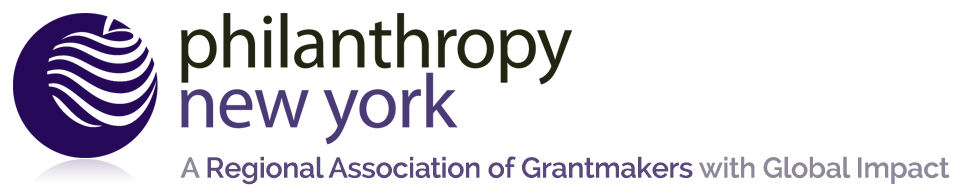 philanthropy
new york
A Regional Association of Grantmakers with Global Impact